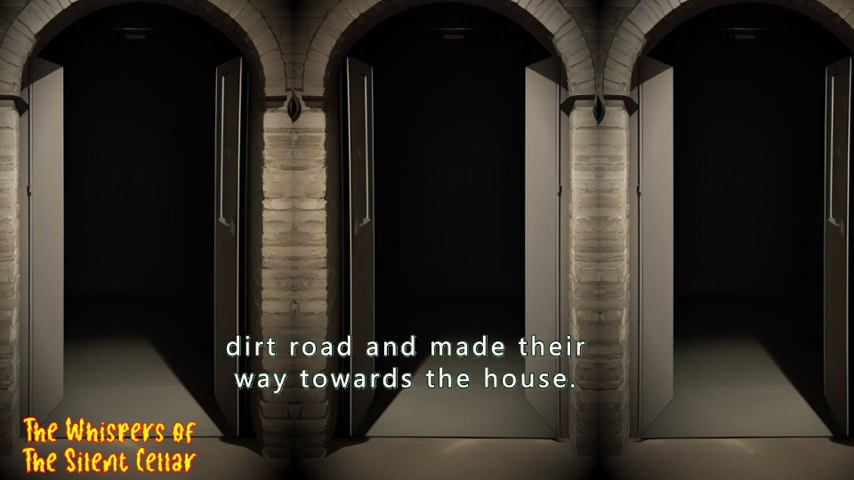 dirt road and made their
way towards the house.
The Whispers of
The Silent Cellar